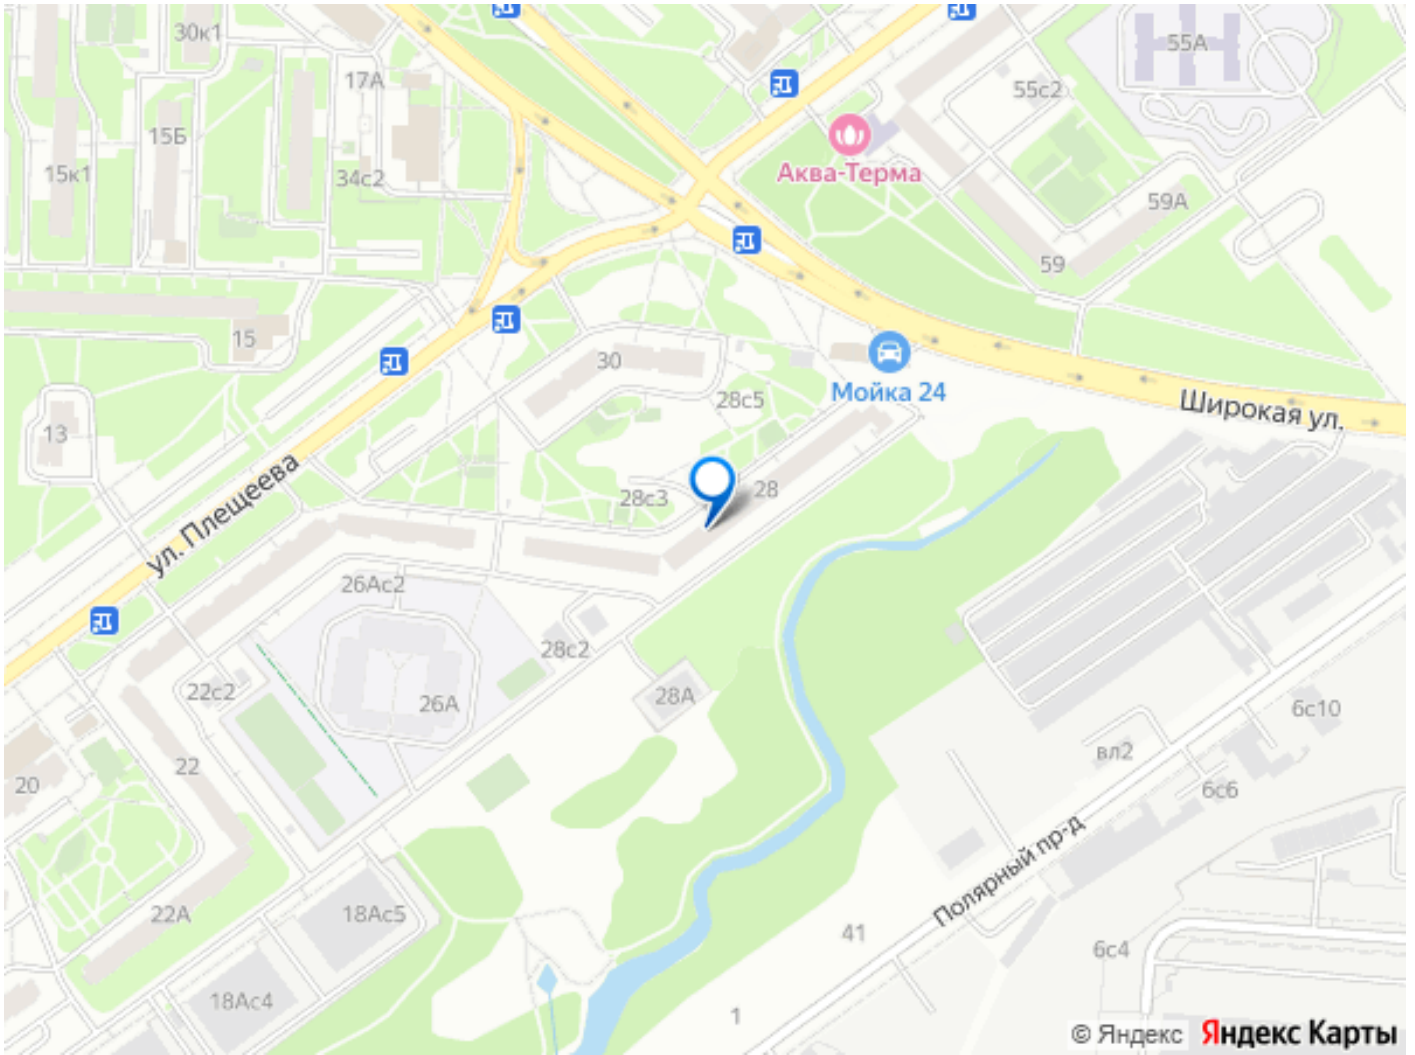 30к1
55А
17А
55с2
15Б
Аква-Терма
15к1
34с2
59А
59
15
30
Мойка 24
28с5
Широкая ул.
13
ул. Плещеева
28с3
28
26Ас2
28с2
22с2
26А
28А
6с10
вл2
22
20
6с6
Полярный пр-д
22А
18Ас5
41
6с4
18Ас4
1
© Яндекс Яндекс Карты